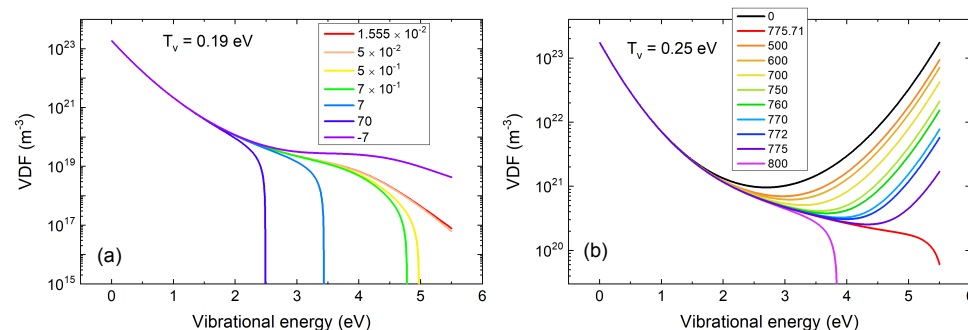 T_v = 0.19 eV
1.555 × 10^-2
5 × 10^-2
5 × 10^-1
7 × 10^-1
7
70
-7
10^23
10^21
10^19
10^17
10^15
VDF (m^-3)
(a)
0 1 2 3 4 5 6
Vibrational energy (eV)
T_v = 0.25 eV
0
775.71
500
600
700
750
760
770
772
775
800
10^23
10^22
10^21
10^20
VDF (m^-3)
(b)
0 1 2 3 4 5 6
Vibrational energy (eV)